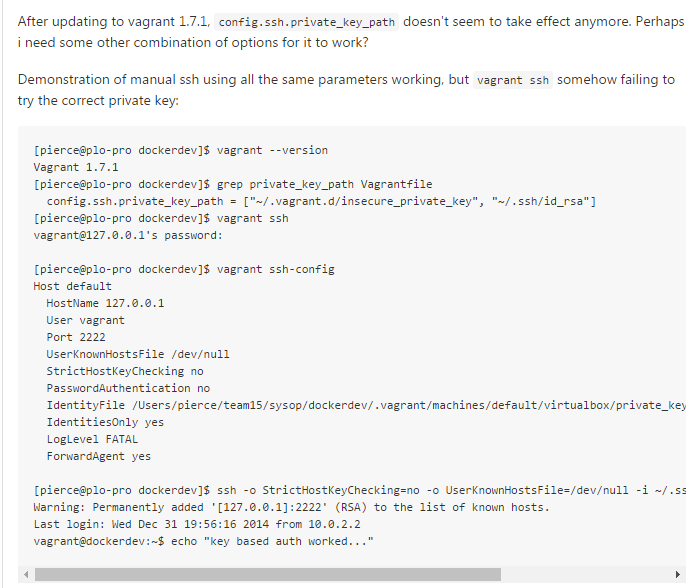 After updating to vagrant 1.7.1, config.ssh.private_key_path doesn't seem to take effect anymore. Perhaps
i need some other combination of options for it to work?
Demonstration of manual ssh using all the same parameters working, but vagrant ssh somehow failing to
try the correct private key:
[pierce@plo-pro dockerdev]$ vagrant --version
Vagrant 1.7.1
[pierce@plo-pro dockerdev]$ grep private_key_path Vagrantfile
config.ssh.private_key_path = ["~/.vagrant.d/insecure_private_key", "~/.ssh/id_rsa"]
[pierce@plo-pro dockerdev]$ vagrant ssh
vagrant@127.0.0.1's password:
[pierce@plo-pro dockerdev]$ vagrant ssh-config
Host default
HostName 127.0.0.1
User vagrant
Port 2222
UserKnownHostsFile /dev/null
StrictHostKeyChecking no
PasswordAuthentication no
IdentityFile /Users/pierce/team15/sysop/dockerdev/.vagrant/machines/default/virtualbox/private_key
IdentitiesOnly yes
LogLevel FATAL
ForwardAgent yes
[pierce@plo-pro dockerdev]$ ssh -o StrictHostKeyChecking=no -o UserKnownHostsFile=/dev/null -i ~/.ss
Warning: Permanently added '[127.0.0.1]:2222' (RSA) to the list of known hosts.
Last login: Wed Dec 31 19:56:16 2014 from 10.0.2.2
vagrant@dockerdev:~$ echo "key based auth worked..."